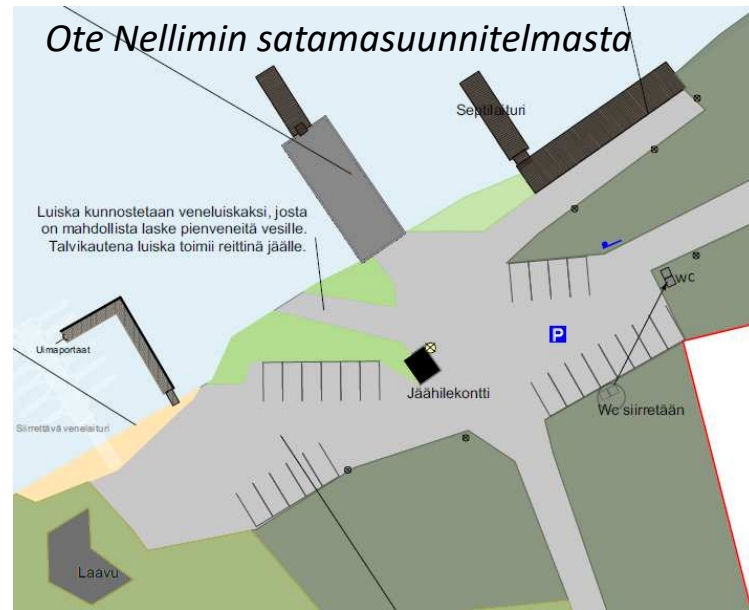 Ote Nellimin satamasuunnitelmasta
Septilaituri
Luiska kunnostetaan veneluiskaksi, josta
on mahdollista laske pienveneitä vesille.
Talvikautena luiska toimii reittinä jäälle.
wc
P
Uimaportaat
Jäähilekontti
Wc siirretään
Siirrettävä venelaituri
Laavu